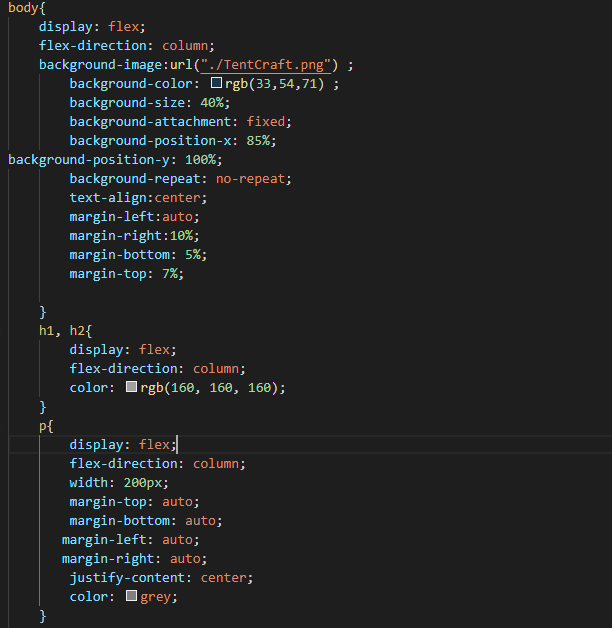 body{
display: flex;
flex-direction: column;
background-image:url("./TentCraft.png") ;
background-color: rgb(33,54,71) ;
background-size: 40%;
background-attachment: fixed;
background-position-x: 85%;
background-position-y: 100%;
background-repeat: no-repeat;
text-align:center;
margin-left:auto;
margin-right:10%;
margin-bottom: 5%;
margin-top: 7%;
}
h1, h2{
display: flex;
flex-direction: column;
color: rgb(160, 160, 160);
}
p{
display: flex;
flex-direction: column;
width: 200px;
margin-top: auto;
margin-bottom: auto;
margin-left: auto;
margin-right: auto;
justify-content: center;
color: grey;
}